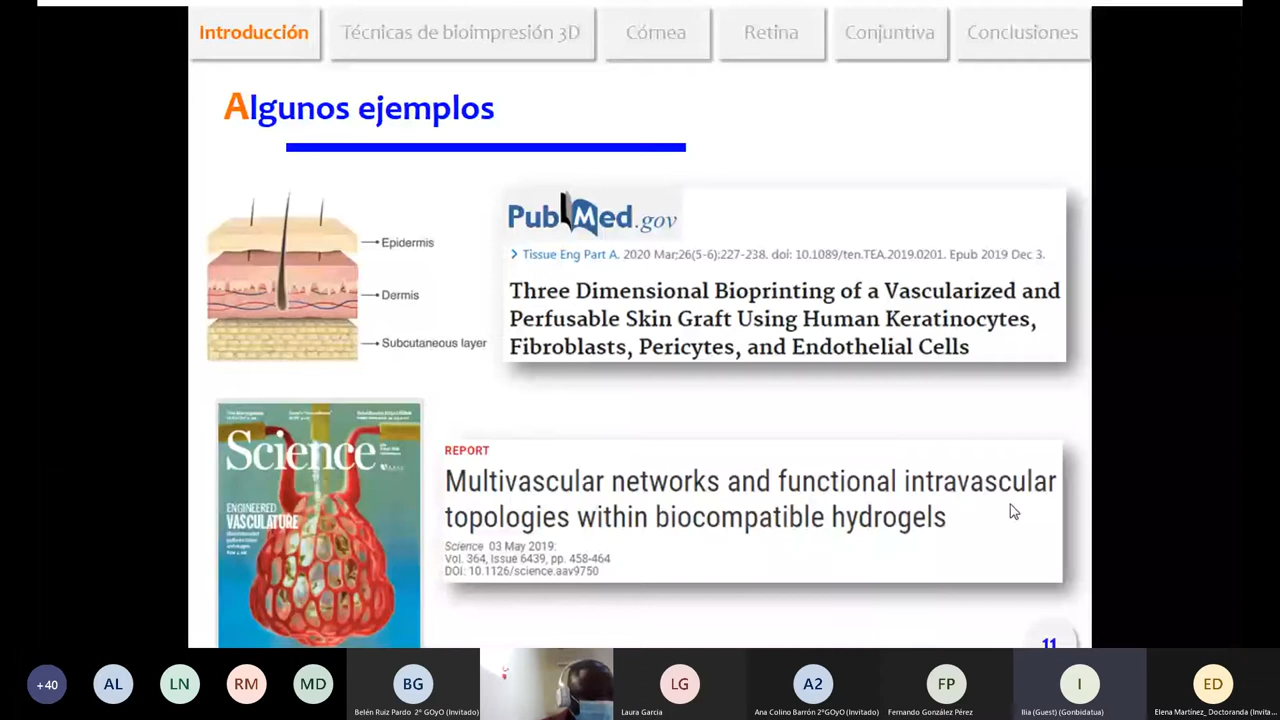 Introducción
Técnicas de bioimpresión 3D
Córnea
Retina
Conjuntiva
Conclusiones
Algunos ejemplos
Epidermis
Dermis
Subcutaneous layer
PubMed.gov
> Tissue Eng Part A. 2020 Mar;26(5-6):227-238. doi: 10.1089/ten.TEA.2019.0201. Epub 2019 Dec 3.
Three Dimensional Bioprinting of a Vascularized and
Perfusable Skin Graft Using Human Keratinocytes,
Fibroblasts, Pericytes, and Endothelial Cells
Science
ENGINEERED
VASCULATURE
REPORT
Multivascular networks and functional intravascular
topologies within biocompatible hydrogels
Science 03 May 2019:
Vol. 364, Issue 6439, pp. 458-464
DOI: 10.1126/science.aav9750
11
+40
AL
LN
RM
MD
BG
LG
A2
FP
I
ED
Belén Ruiz Pardo 2º GOyO (Invitado)
Laura Garcia
Ana Colino Barrón 2ºGOyO (Invitado)
Fernando González Pérez
Ilia (Guest) (Gonbidatua)
Elena Martínez_Doctoranda (Invita...